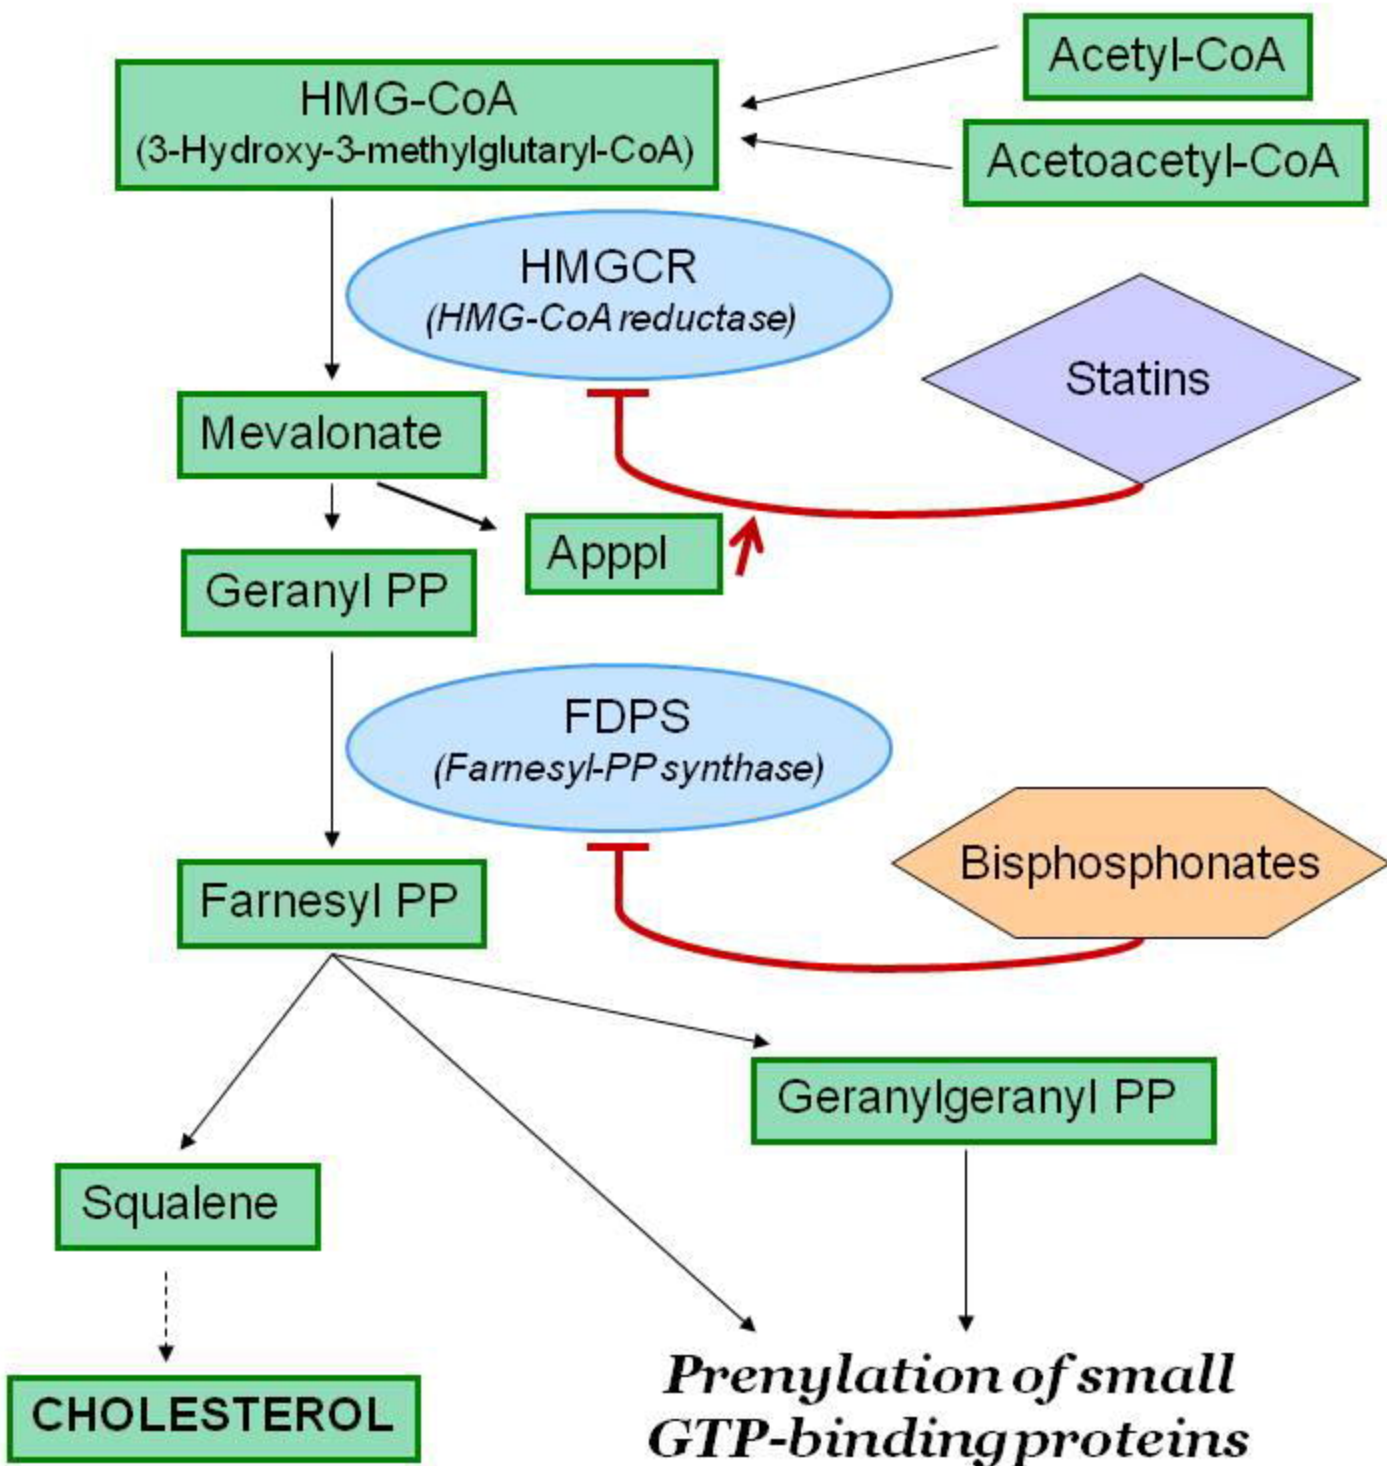 Acetyl-CoA
HMG-CoA
(3-Hydroxy-3-methylglutaryl-CoA)
Acetoacetyl-CoA
HMGCR
(HMG-CoA reductase)
Statins
Mevalonate
ApppI
Geranyl PP
FDPS
(Farnesyl-PP synthase)
Bisphosphonates
Farnesyl PP
Geranylgeranyl PP
Squalene
CHOLESTEROL
Prenylation of small
GTP-binding proteins